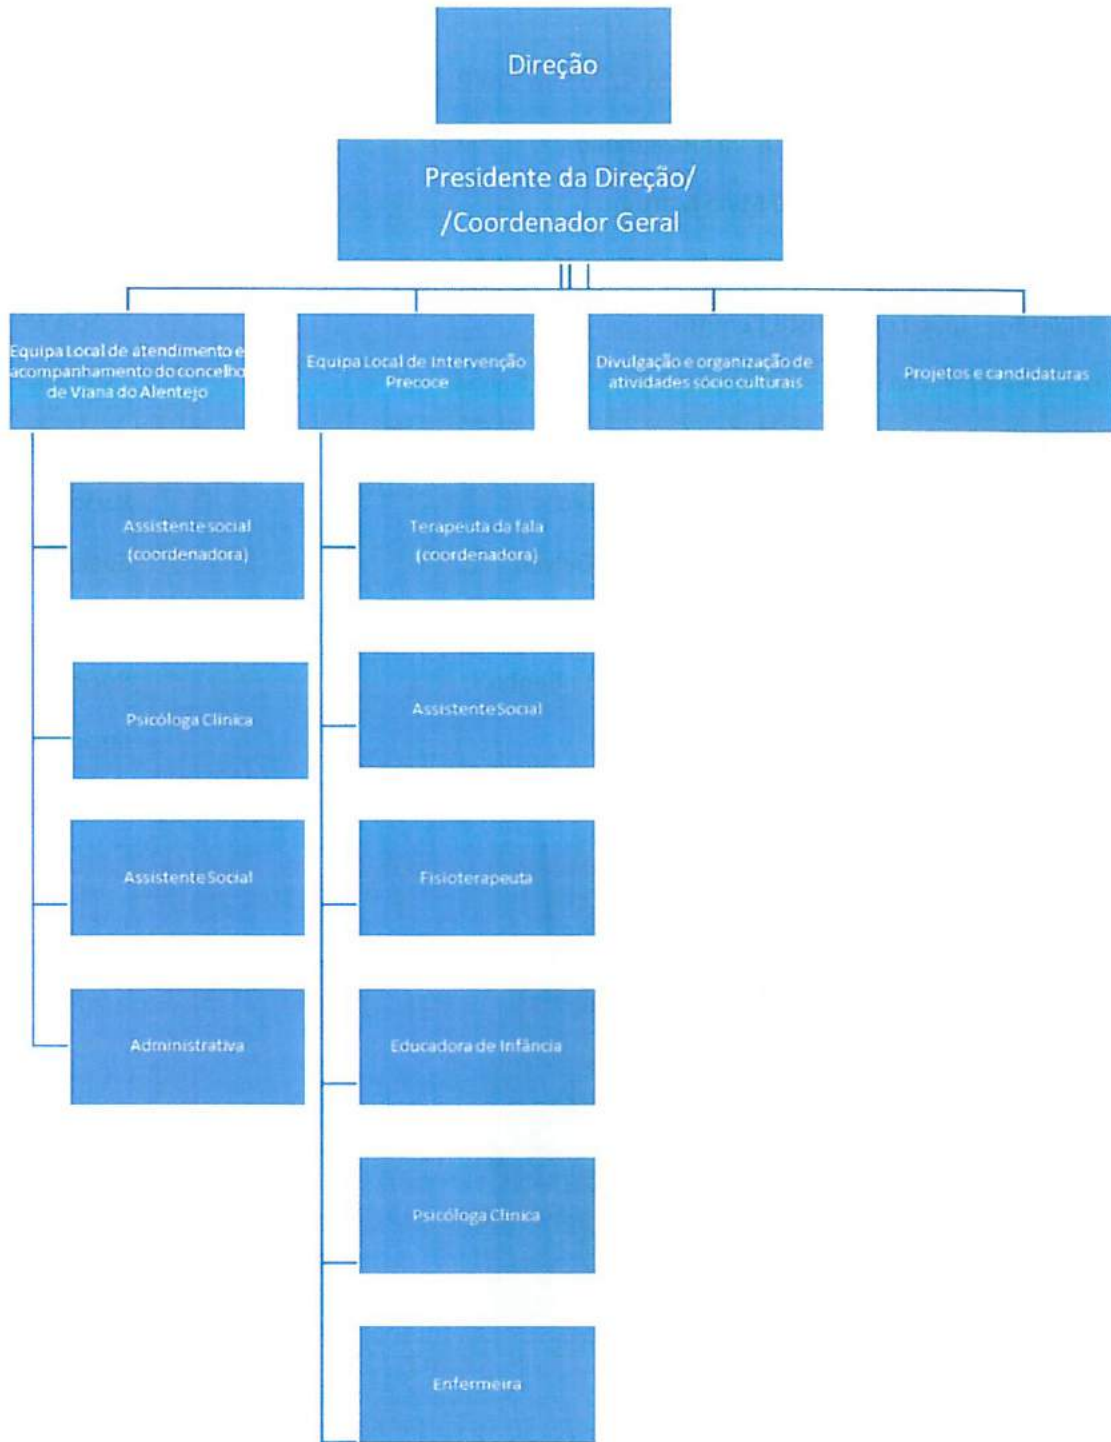 Direção
Presidente da Direção/
/Coordenador Geral
Equipa Local de atendimento e
acompanhamento do concelho
de Viana do Alentejo
Equipa Local de Intervenção
Precoce
Divulgação e organização de
atividades sócio culturais
Projetos e candidaturas
Assistente social
(coordenadora)
Psicóloga Clínica
Assistente Social
Administrativa
Terapeuta da fala
(coordenadora)
Assistente Social
Fisioterapeuta
Educadora de Infância
Psicóloga Clínica
Enfermeira